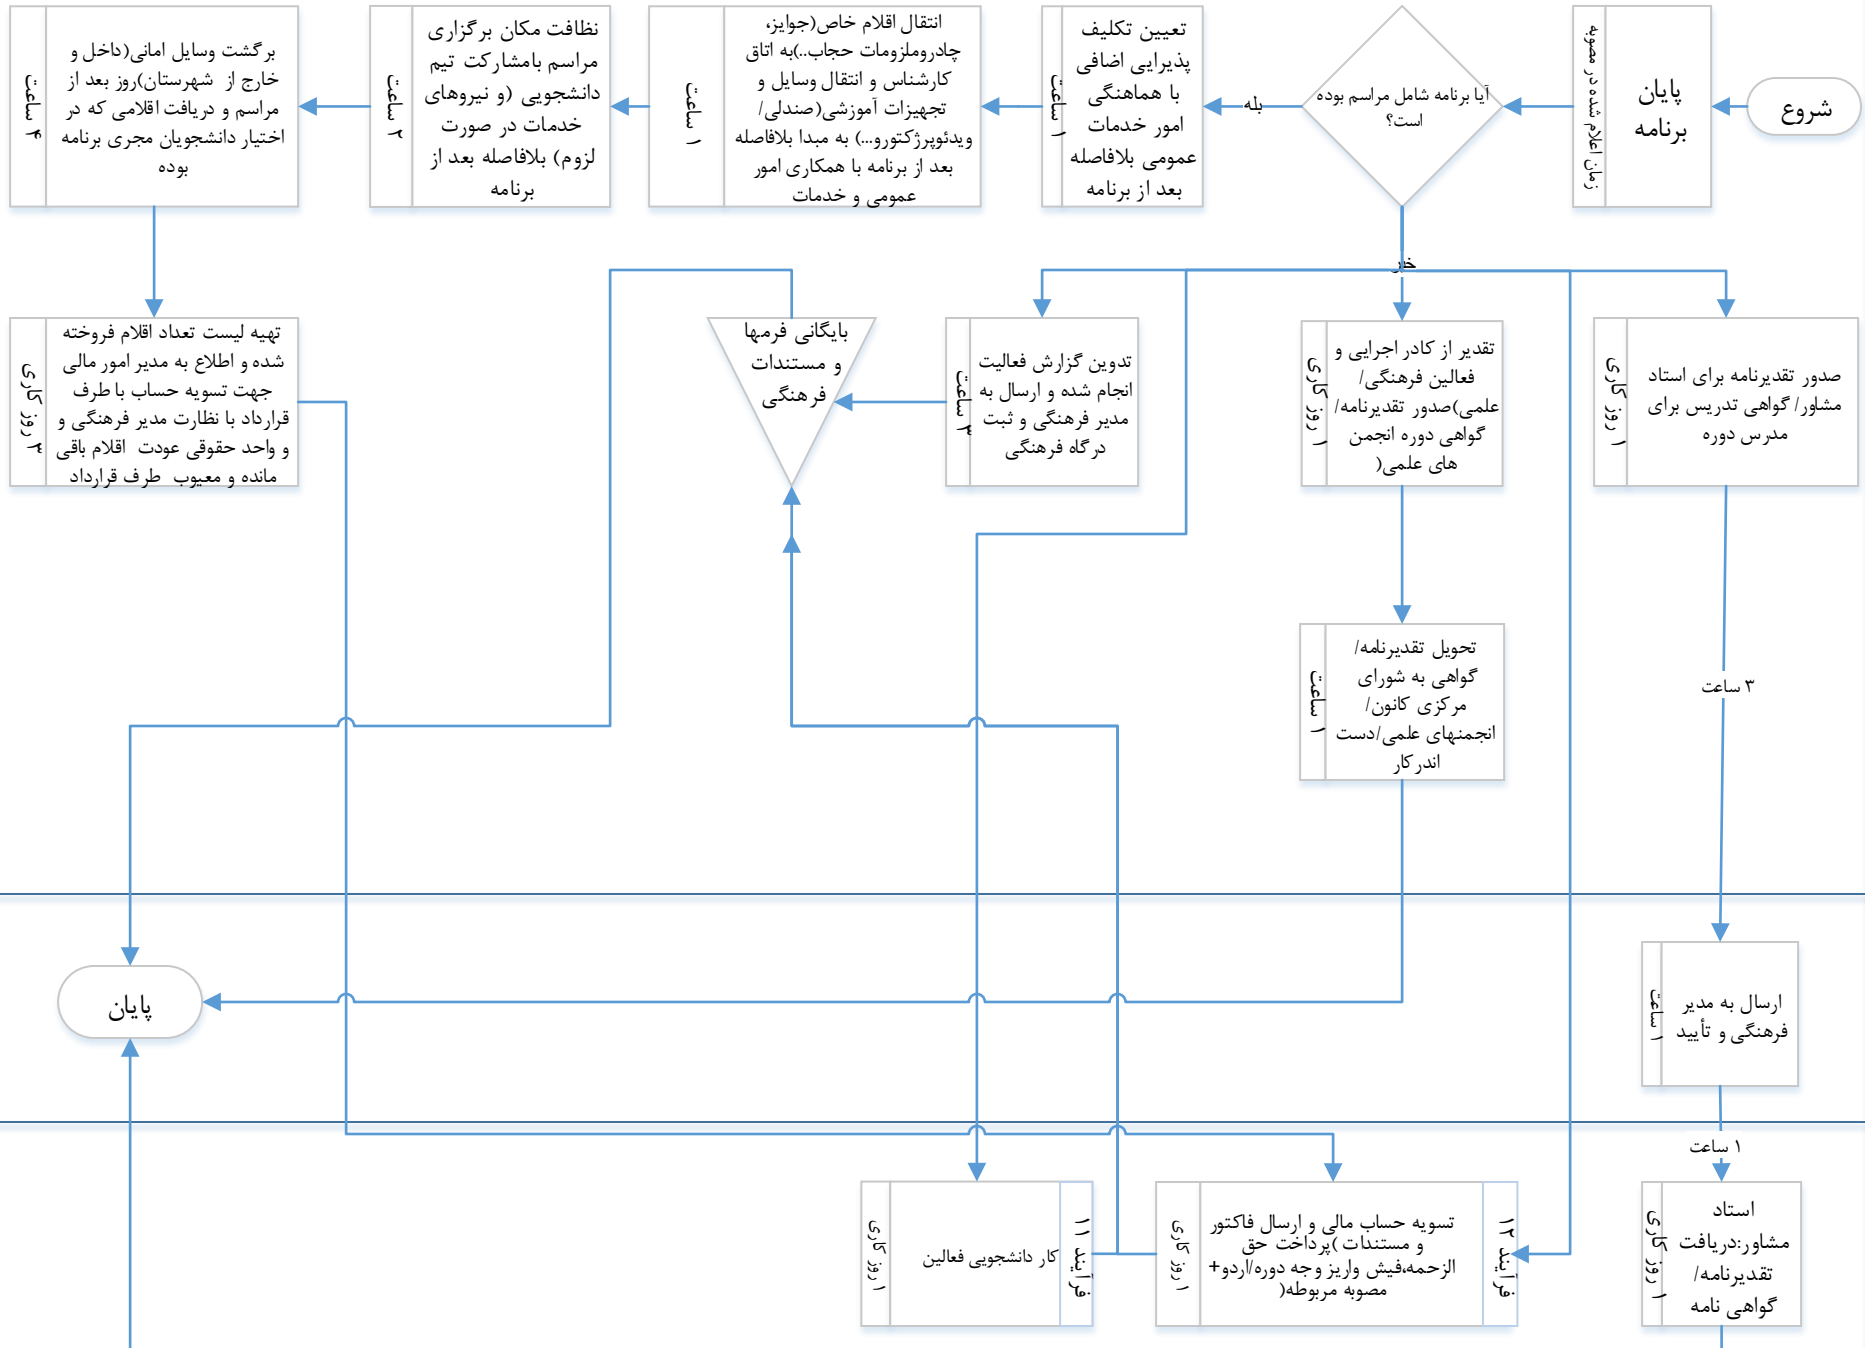 شروع
پایان
برنامه
زمان اعلام شده در مصوبه
آیا برنامه شامل مراسم بوده
است؟
بله
خیر
تعیین تکلیف
پذیرایی اضافی
با هماهنگی
امور خدمات
عمومی بلافاصله
بعد از برنامه
۱ ساعت
انتقال اقلام خاص(جوایز،
چادروملزومات حجاب..)به اتاق
کارشناس و انتقال وسایل و
تجهیزات آموزشی(صندلی/
ویدئوپرژکتورو...) به مبدا بلافاصله
بعد از برنامه با همکاری امور
عمومی و خدمات
۱ ساعت
نظافت مکان برگزاری
مراسم بامشارکت تیم
دانشجویی (و نیروهای
خدمات در صورت
لزوم) بلافاصله بعد از
برنامه
۲ ساعت
برگشت وسایل امانی(داخل و
خارج از شهرستان)روز بعد از
مراسم و دریافت اقلامی که در
اختیار دانشجویان مجری برنامه
بوده
۴ ساعت
صدور تقدیرنامه برای استاد
مشاور/ گواهی تدریس برای
مدرس دوره
۱ روز کاری
تقدیر از کادر اجرایی و
فعالین فرهنگی/
علمی)صدور تقدیرنامه/
گواهی دوره انجمن
های علمی(
۱ روز کاری
تدوین گزارش فعالیت
انجام شده و ارسال به
مدیر فرهنگی و ثبت
درگاه فرهنگی
۳ ساعت
بایگانی فرمها
و مستندات
فرهنگی
تهیه لیست تعداد اقلام فروخته
شده و اطلاع به مدیر امور مالی
جهت تسویه حساب با طرف
قرارداد با نظارت مدیر فرهنگی و
و واحد حقوقی عودت اقلام باقی
مانده و معیوب طرف قرارداد
۳ روز کاری
تحویل تقدیرنامه/
گواهی به شورای
مرکزی کانون/
انجمنهای علمی/دست
اندرکار
۱ ساعت
۳ ساعت
ارسال به مدیر
فرهنگی و تأیید
۱ ساعت
پایان
۱ ساعت
استاد
مشاور:دریافت
تقدیرنامه/
گواهی نامه
۱ روز کاری
فرآیند ۱۲
تسویه حساب مالی و ارسال فاکتور
و مستندات )پرداخت حق
الزحمه،فیش واریز وجه دوره/اردو+
مصوبه مربوطه(
۱ روز کاری
فرآیند ۱۱
کار دانشجویی فعالین
۱ روز کاری